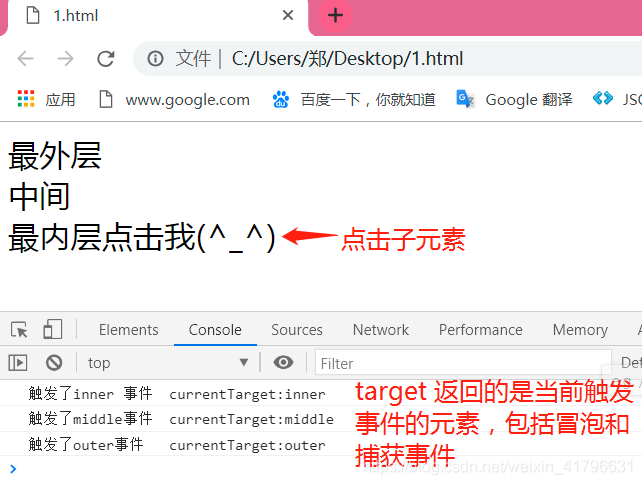 1.html
文件 | C:/Users/郑/Desktop/1.html
应用 www.google.com 百度一下，你就知道 Google 翻译 JSO
最外层
中间
最内层点击我(^_^) 点击子元素
Elements Console Sources Network Performance Memory
top Filter Def
触发了inner 事件 currentTarget:inner
触发了middle事件 currentTarget:middle
触发了outer事件 currentTarget:outer
target 返回的是当前触发
事件的元素，包括冒泡和
捕获事件
https://blog.csdn.net/weixin_41796631